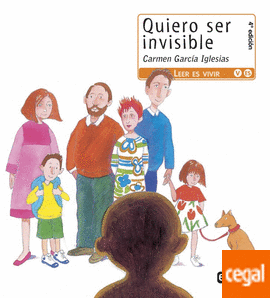 Quiero ser
invisible
Carmen García Iglesias
4ª edición
LEER ES VIVIR
cegal